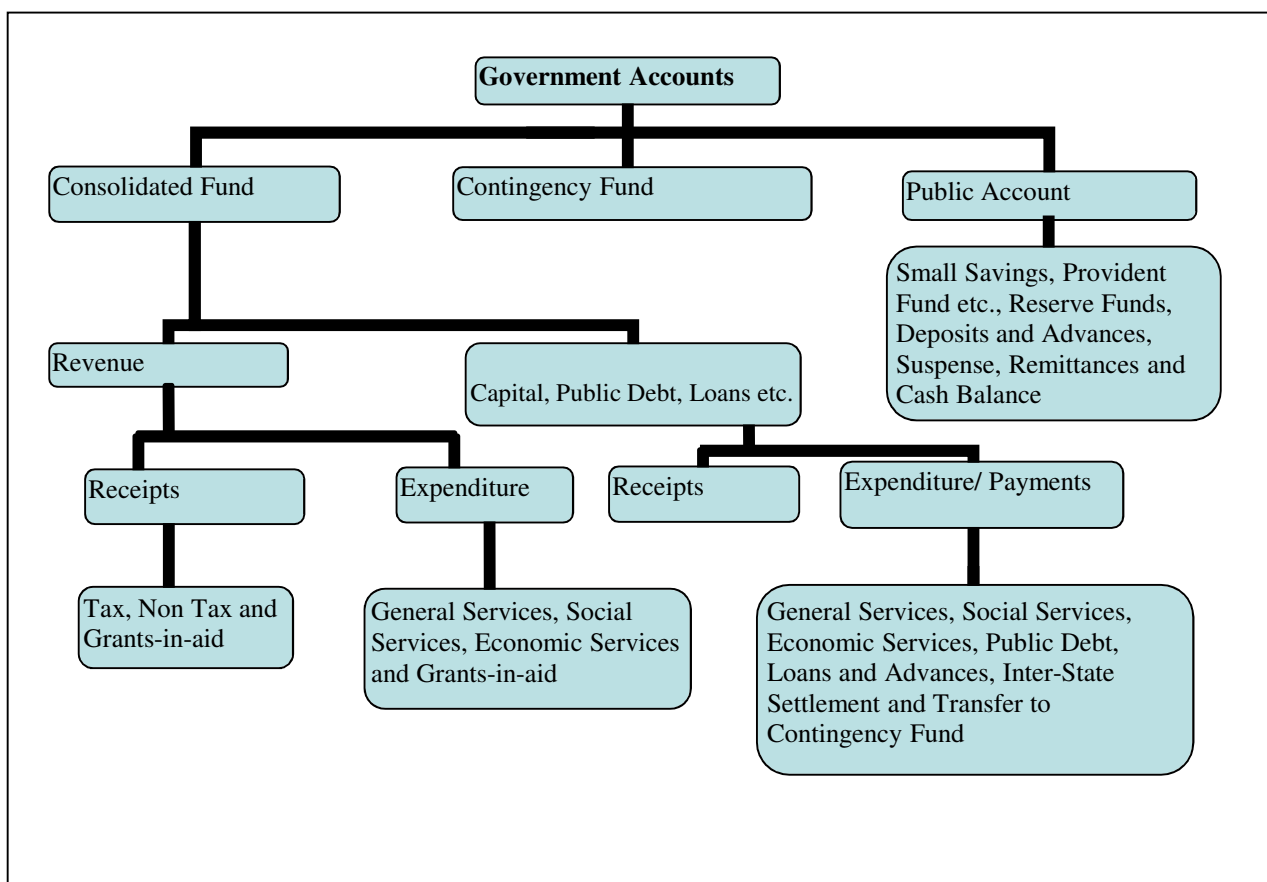 Government Accounts
Consolidated Fund
Contingency Fund
Public Account
Small Savings, Provident
Fund etc., Reserve Funds,
Deposits and Advances,
Suspense, Remittances and
Cash Balance
Revenue
Capital, Public Debt, Loans etc.
Receipts
Expenditure
Receipts
Expenditure/ Payments
Tax, Non Tax and
Grants-in-aid
General Services, Social
Services, Economic Services
and Grants-in-aid
General Services, Social Services,
Economic Services, Public Debt,
Loans and Advances, Inter-State
Settlement and Transfer to
Contingency Fund